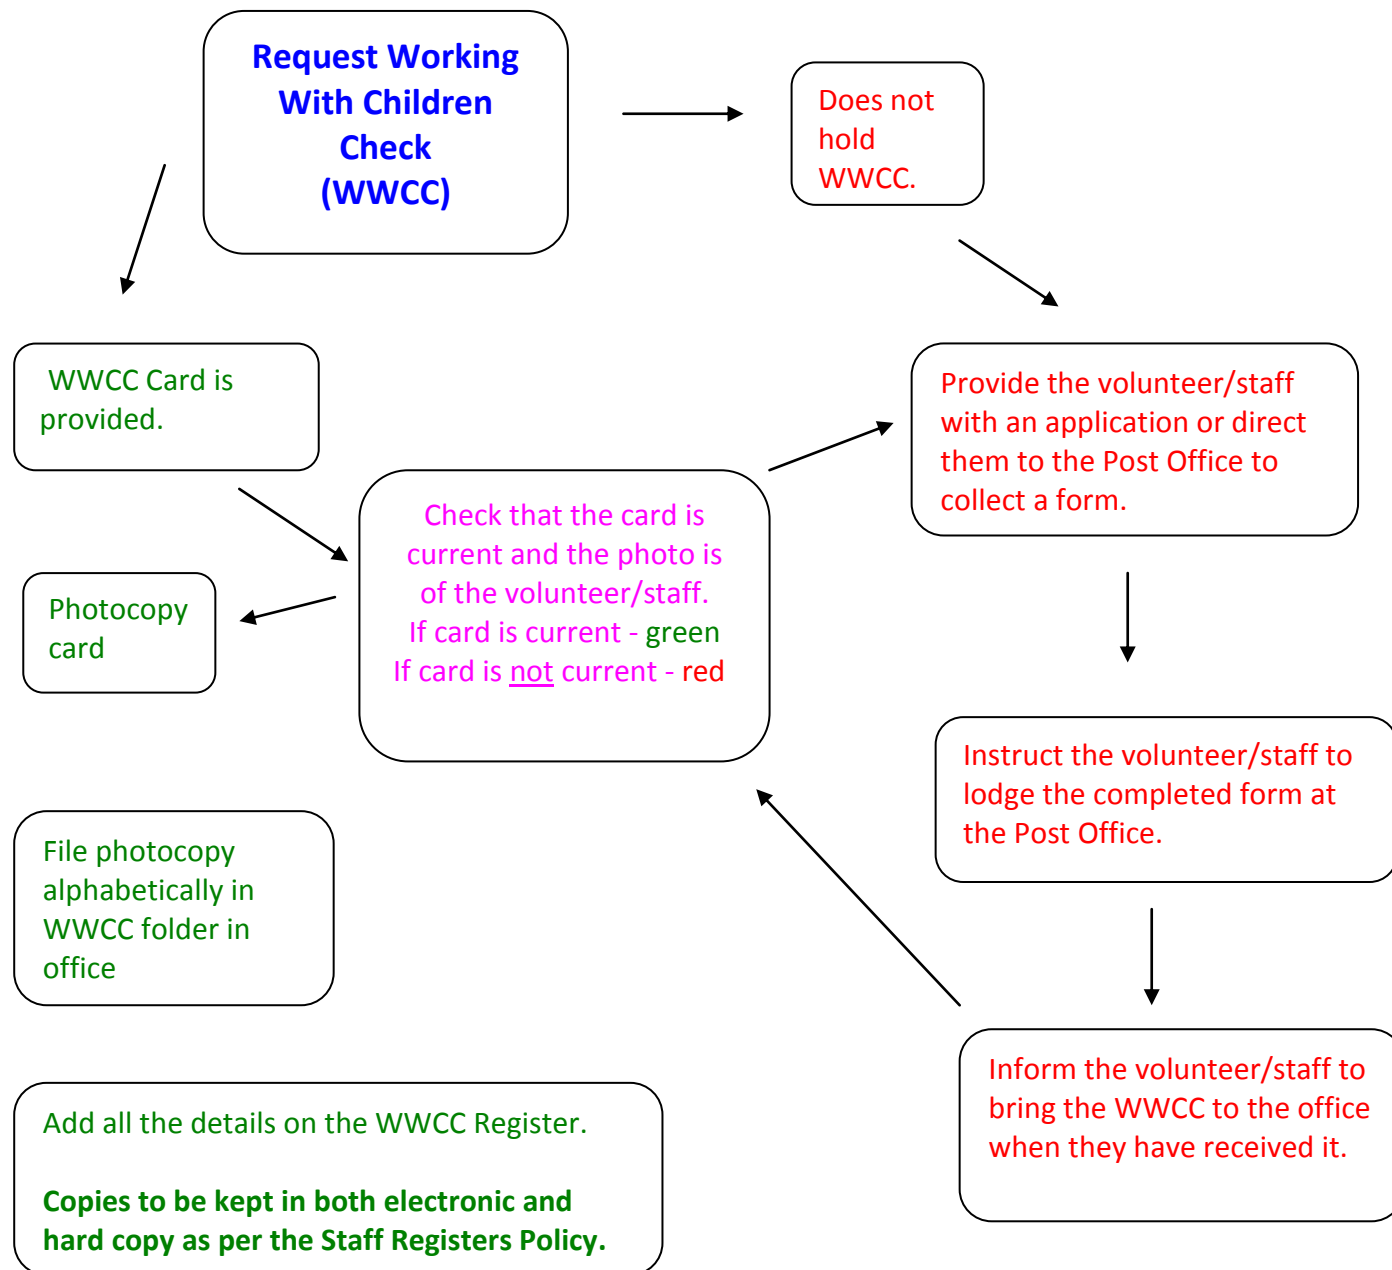 Request Working
With Children
Check
(WWCC)
Does not
hold
WWCC.
WWCC Card is
provided.
Provide the volunteer/staff
with an application or direct
them to the Post Office to
collect a form.
Check that the card is
current and the photo is
of the volunteer/staff.
If card is current - green
If card is not current - red
Photocopy
card
Instruct the volunteer/staff to
lodge the completed form at
the Post Office.
File photocopy
alphabetically in
WWCC folder in
office
Inform the volunteer/staff to
bring the WWCC to the office
when they have received it.
Add all the details on the WWCC Register.
Copies to be kept in both electronic and
hard copy as per the Staff Registers Policy.